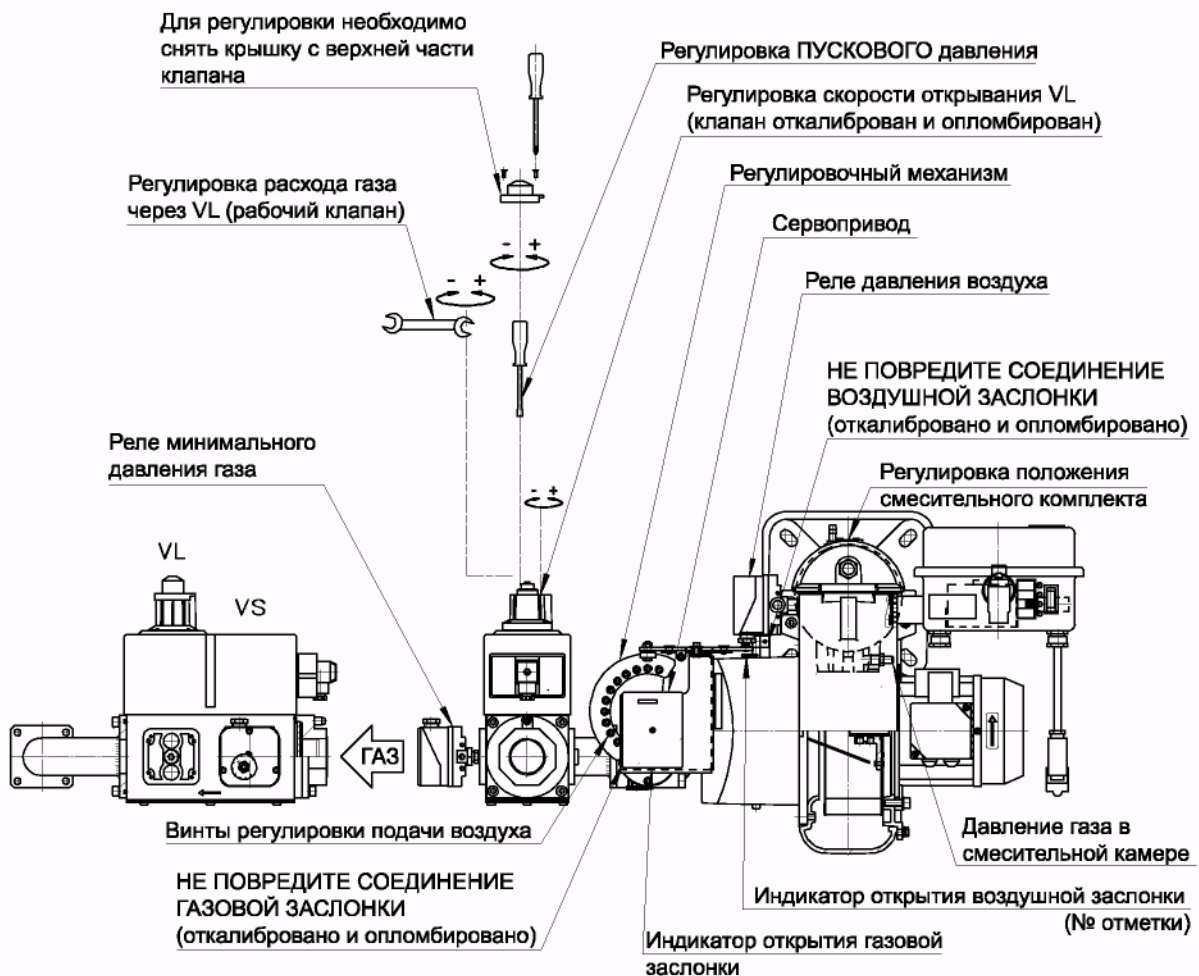 Для регулировки необходимо
снять крышку с верхней части
клапана
Регулировка ПУСКОВОГО давления
Регулировка скорости открывания VL
(клапан откалиброван и опломбирован)
Регулировка расхода газа
через VL (рабочий клапан)
Регулировочный механизм
Сервопривод
Реле давления воздуха
- +
- +
НЕ ПОВРЕДИТЕ СОЕДИНЕНИЕ
ВОЗДУШНОЙ ЗАСЛОНКИ
(откалибровано и опломбировано)
Реле минимального
давления газа
Регулировка положения
смесительного комплекта
- +
VL
VS
ГАЗ
Винты регулировки подачи воздуха
Давление газа в
смесительной камере
НЕ ПОВРЕДИТЕ СОЕДИНЕНИЕ
ГАЗОВОЙ ЗАСЛОНКИ
(откалибровано и опломбировано)
Индикатор открытия воздушной заслонки
(№ отметки)
Индикатор открытия газовой
заслонки